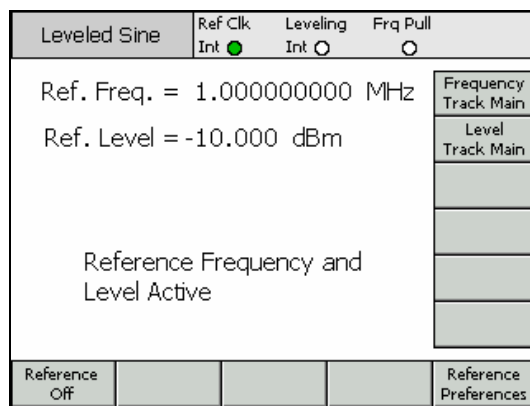 Leveled Sine
Ref Clk Leveling Frq Pull
Int Int
Ref. Freq. = 1.000000000 MHz
Frequency
Track Main
Ref. Level = -10.000 dBm
Level
Track Main
Reference Frequency and
Level Active
Reference
Off
Reference
Preferences